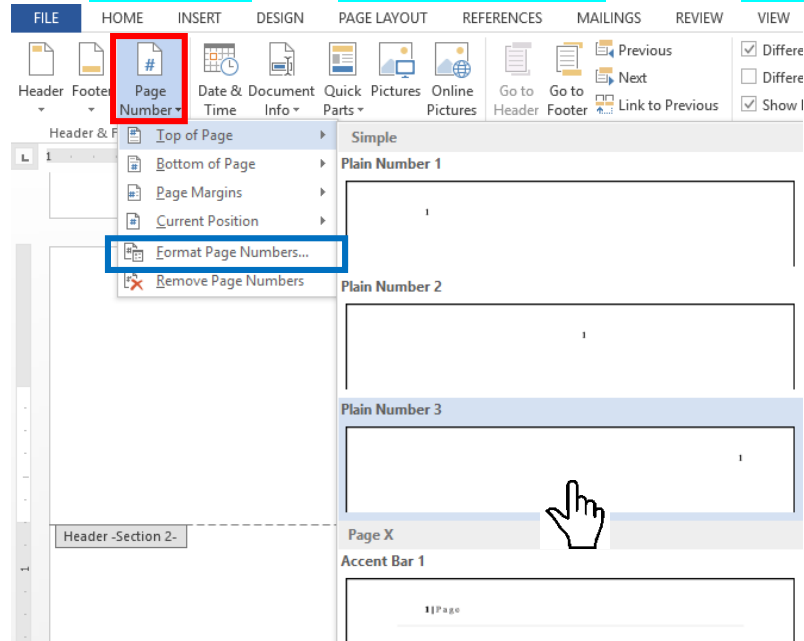 FILE HOME INSERT DESIGN PAGE LAYOUT REFERENCES MAILINGS REVIEW VIEW
Header Footer Page Number Date & Time Document Info Quick Parts Pictures Online Pictures Go to Header Go to Footer
Previous
Next
Link to Previous
Differe
Differe
Show
Header & F
Top of Page
Bottom of Page
Page Margins
Current Position
Format Page Numbers...
Remove Page Numbers
L 1
Simple
Plain Number 1
1
Plain Number 2
1
Plain Number 3
1
Page X
Accent Bar 1
1|Page
Header -Section 2-
1